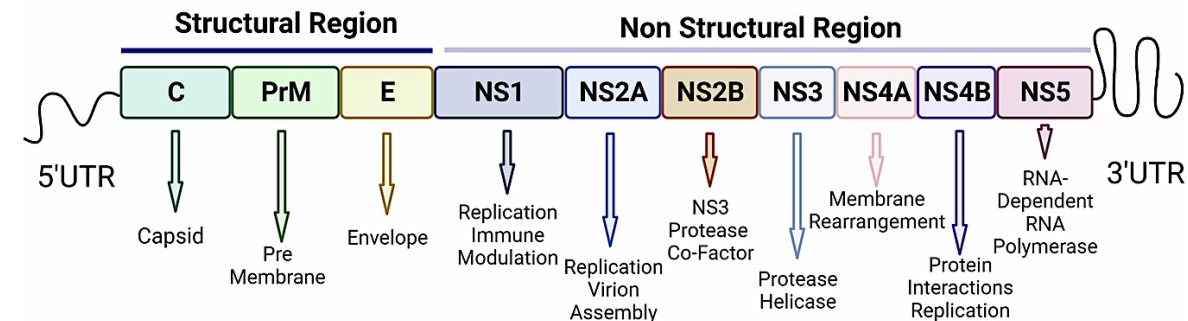 Structural Region
Non Structural Region
C
PrM
E
NS1
NS2A
NS2B
NS3
NS4A
NS4B
NS5
5'UTR
3'UTR
Capsid
Pre
Membrane
Envelope
Replication
Immune
Modulation
Replication
Virion
Assembly
NS3
Protease
Co-Factor
Protease
Helicase
Membrane
Rearrangement
Protein
Interactions
Replication
RNA-
Dependent
RNA
Polymerase